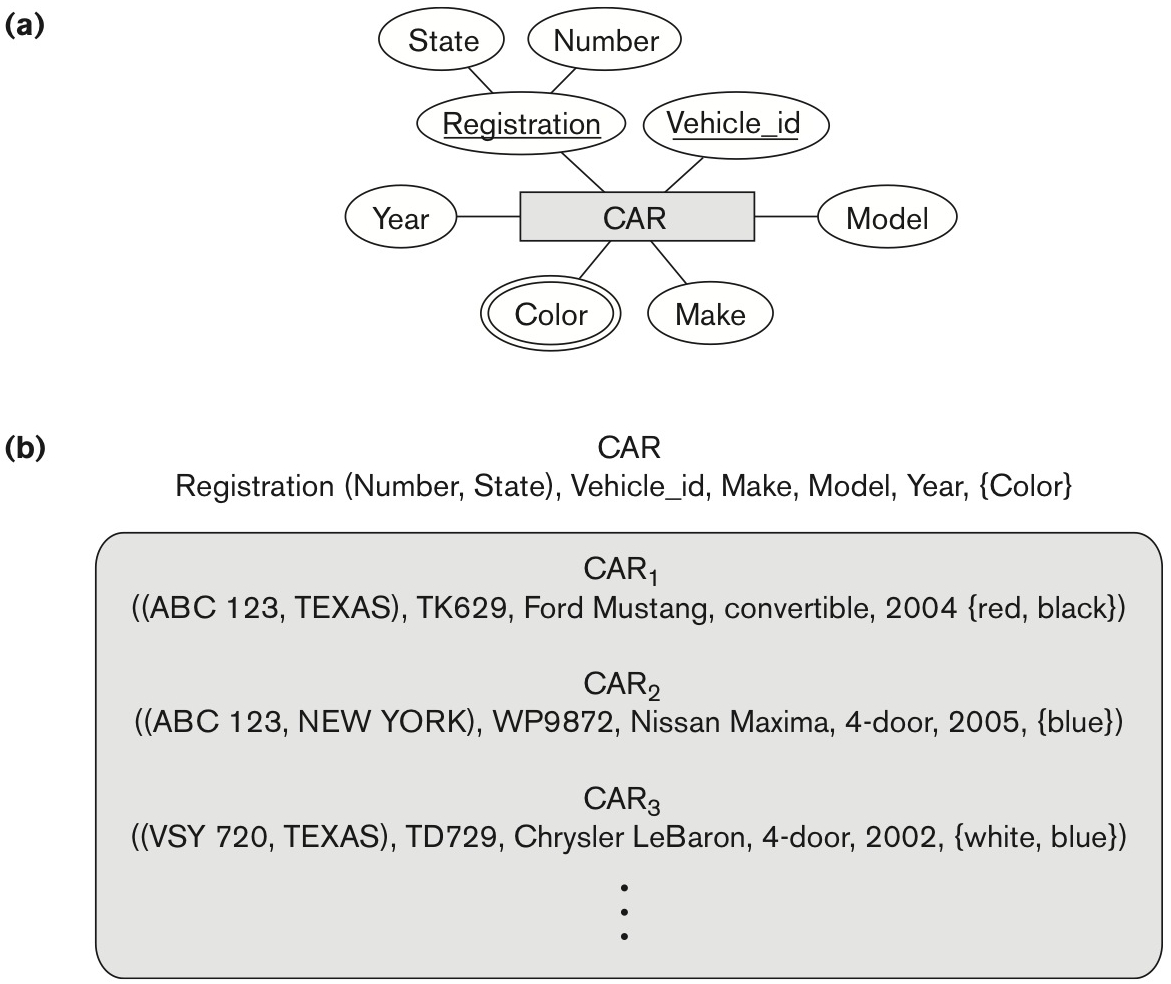 (a)
State
Number
Registration
Vehicle_id
Year
CAR
Model
Color
Make
(b)
CAR
Registration (Number, State), Vehicle_id, Make, Model, Year, {Color}
CAR₁
((ABC 123, TEXAS), TK629, Ford Mustang, convertible, 2004 {red, black})
CAR₂
((ABC 123, NEW YORK), WP9872, Nissan Maxima, 4-door, 2005, {blue})
CAR₃
((VSY 720, TEXAS), TD729, Chrysler LeBaron, 4-door, 2002, {white, blue})